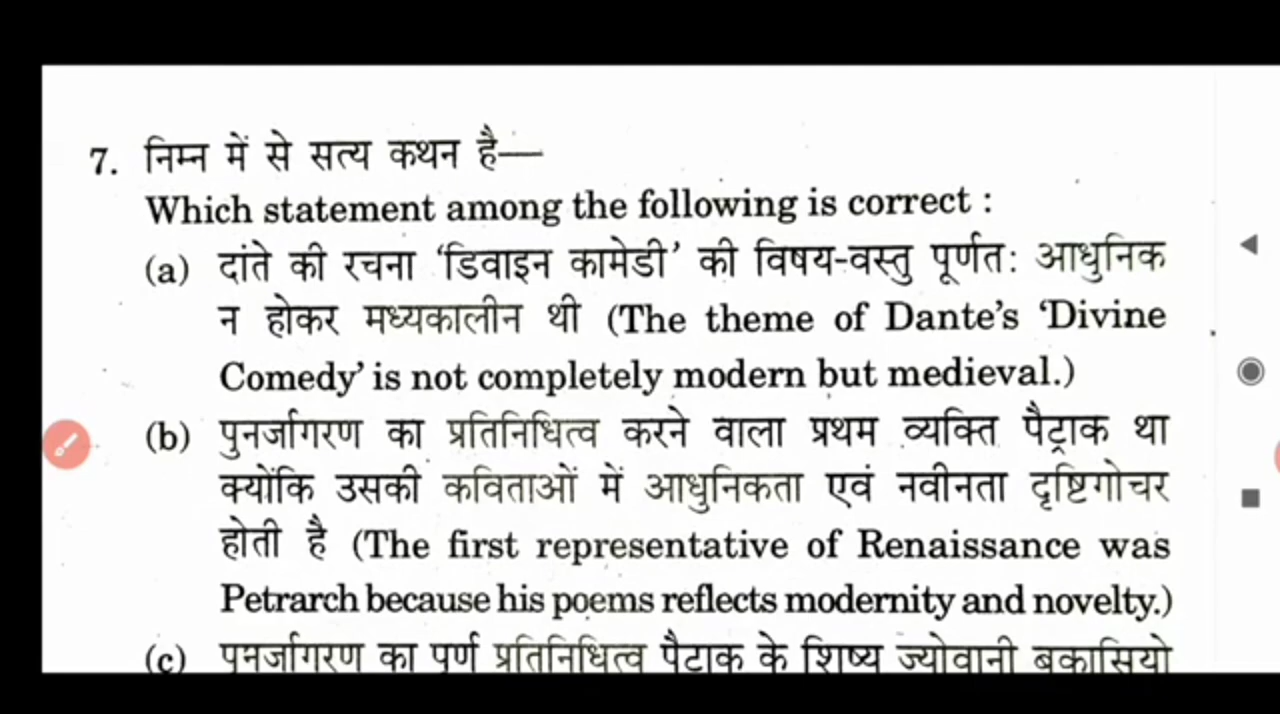 7. निम्न में से सत्य कथन है—
Which statement among the following is correct :
(a) दांते की रचना ‘डिवाइन कामेडी’ की विषय-वस्तु पूर्णतः आधुनिक
न होकर मध्यकालीन थी (The theme of Dante’s ‘Divine
Comedy’ is not completely modern but medieval.)
(b) पुनर्जागरण का प्रतिनिधित्व करने वाला प्रथम व्यक्ति पैट्राक था
क्योंकि उसकी कविताओं में आधुनिकता एवं नवीनता दृष्टिगोचर
होती है (The first representative of Renaissance was
Petrarch because his poems reflects modernity and novelty.)
(c) पुनर्जागरण का पूर्ण प्रतिनिधित्व पैट्राक के शिष्य ज्योवानी बुकासियो